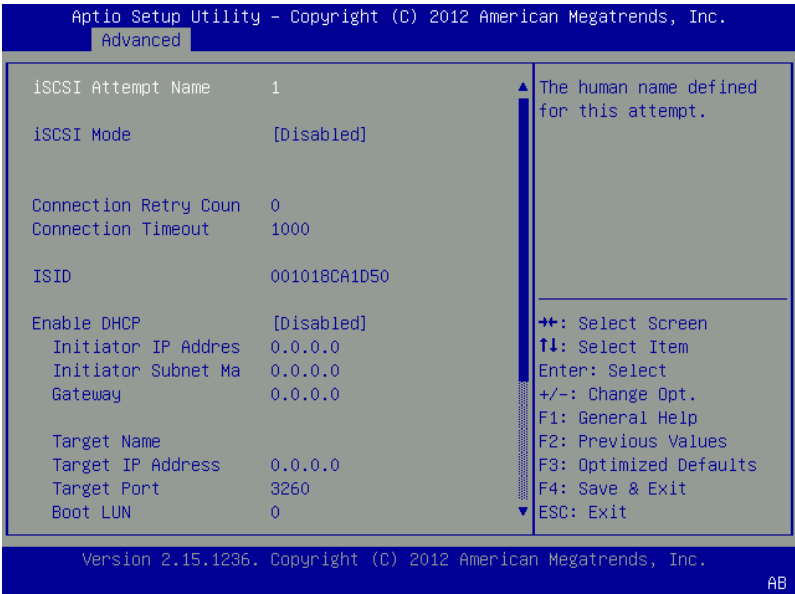 Aptio Setup Utility – Copyright (C) 2012 American Megatrends, Inc.
Advanced
iSCSI Attempt Name 1
iSCSI Mode [Disabled]
Connection Retry Coun 0
Connection Timeout 1000
ISID 001018CA1D50
Enable DHCP [Disabled]
Initiator IP Addres 0.0.0.0
Initiator Subnet Ma 0.0.0.0
Gateway 0.0.0.0
Target Name
Target IP Address 0.0.0.0
Target Port 3260
Boot LUN 0
The human name defined
for this attempt.
→←: Select Screen
↑↓: Select Item
Enter: Select
+/-: Change Opt.
F1: General Help
F2: Previous Values
F3: Optimized Defaults
F4: Save & Exit
ESC: Exit
Version 2.15.1236. Copyright (C) 2012 American Megatrends, Inc.
AB